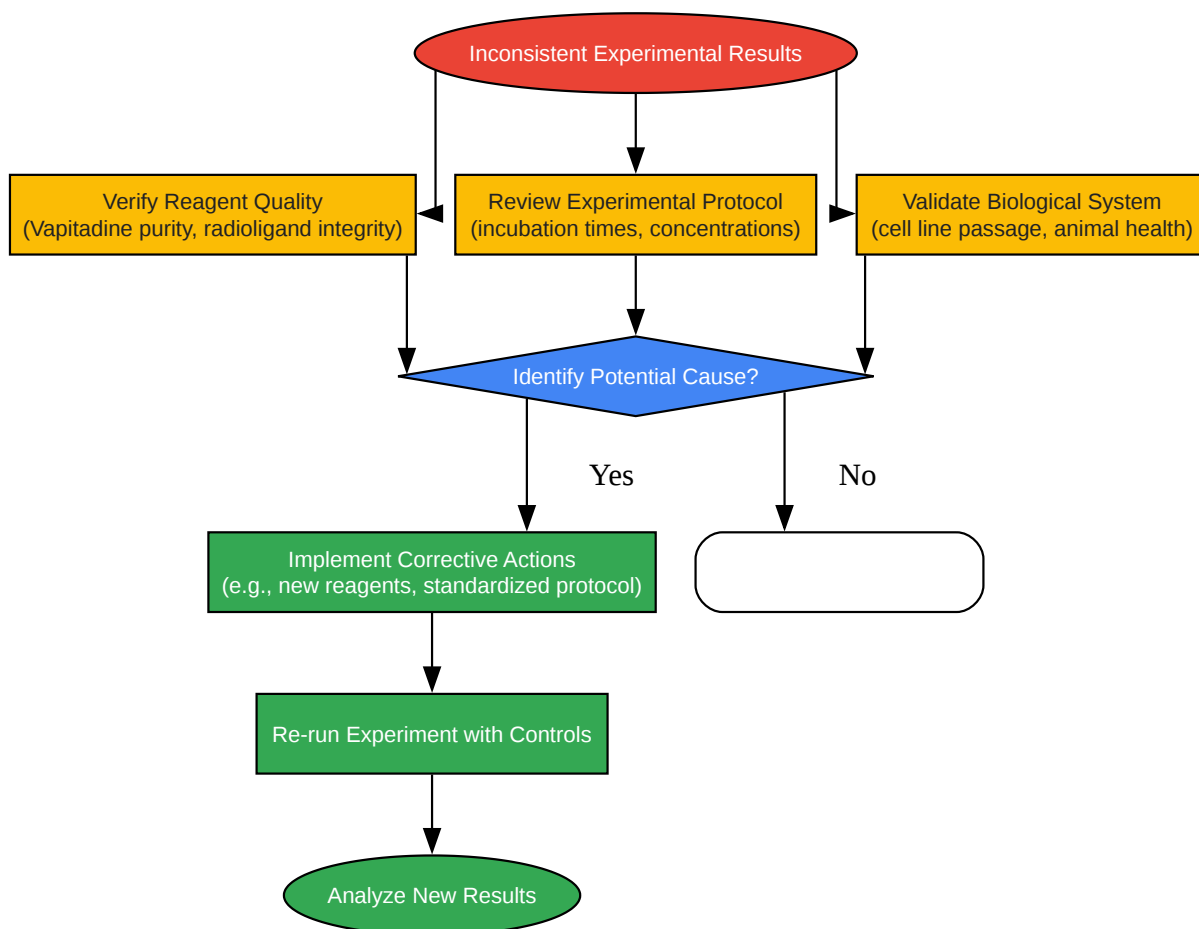 Inconsistent Experimental Results
Verify Reagent Quality
(Vapitadine purity, radioligand integrity)
Review Experimental Protocol
(incubation times, concentrations)
Validate Biological System
(cell line passage, animal health)
Identify Potential Cause?
Yes
No
Implement Corrective Actions
(e.g., new reagents, standardized protocol)
Re-run Experiment with Controls
Analyze New Results